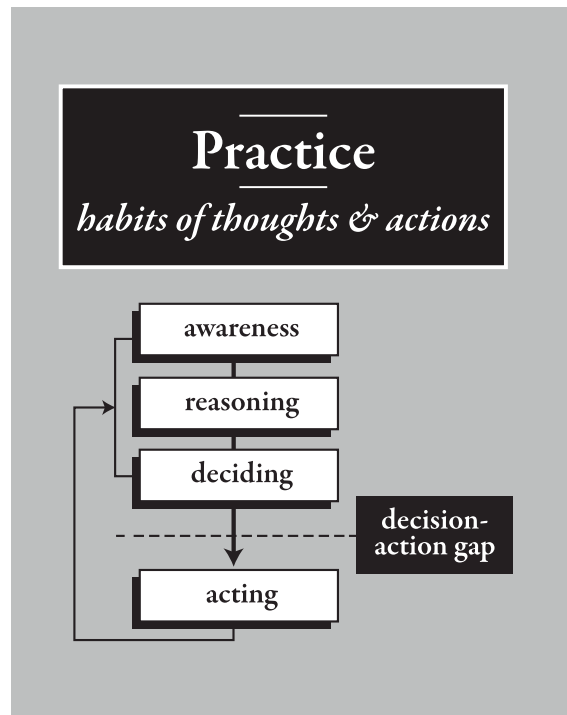 Practice
habits of thoughts & actions
awareness
reasoning
deciding
decision-
action gap
acting